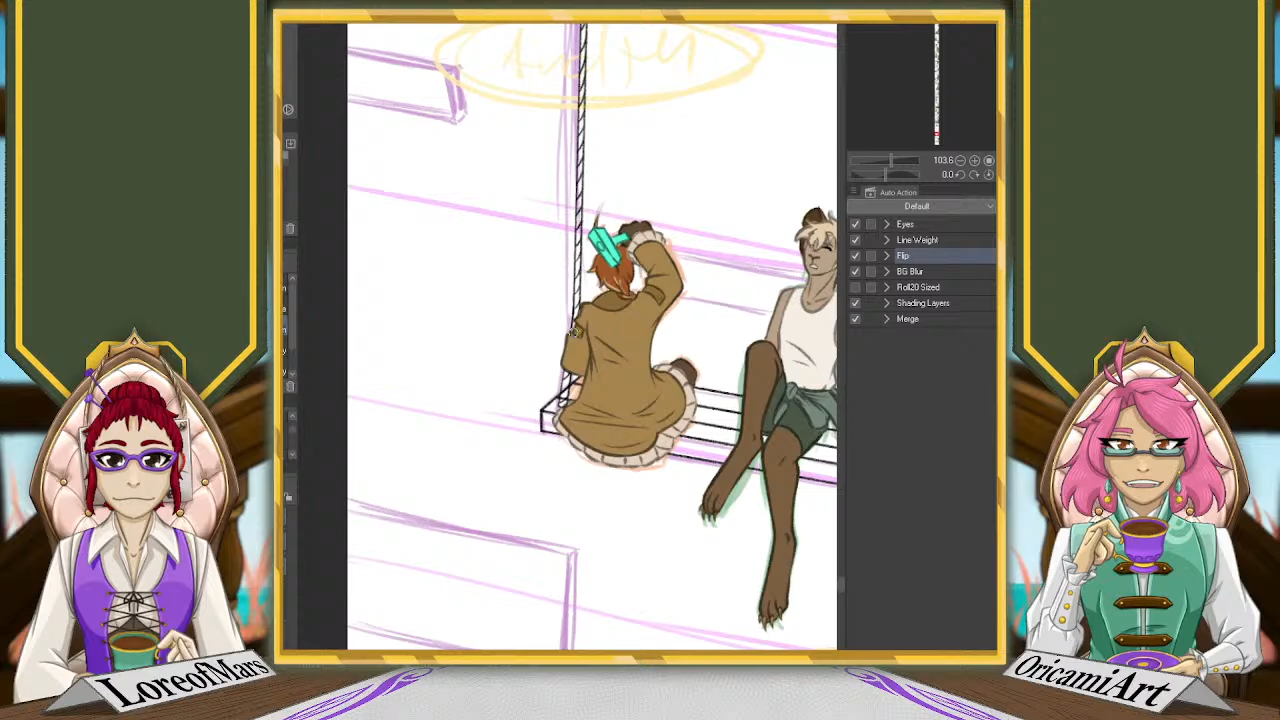 103.6
0.0
Auto Action
Default
Eyes
Line Weight
Flip
BG Blur
Roll20 Sized
Shading Layers
Merge
LoreofMars
OricamiArt